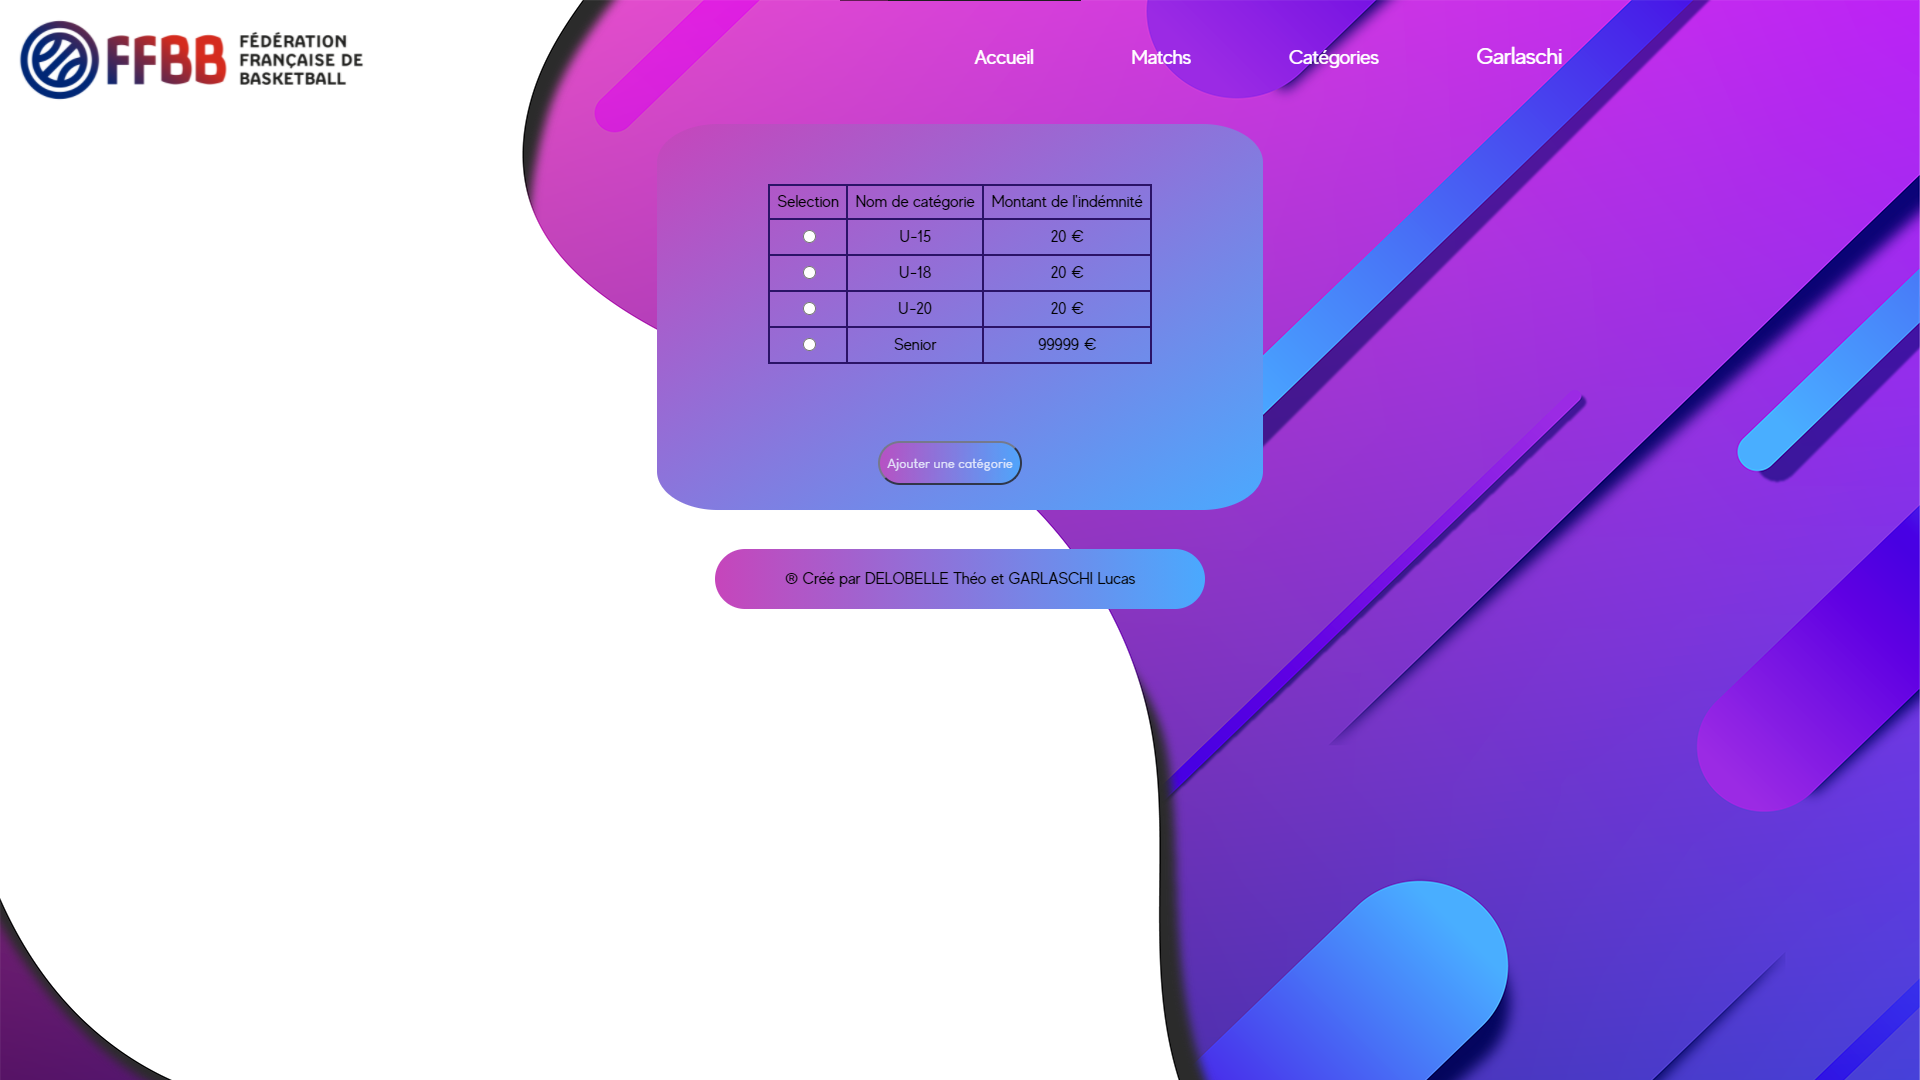 FFBB
FÉDÉRATION
FRANÇAISE DE
BASKETBALL
Accueil
Matchs
Catégories
Garlaschi
Selection Nom de catégorie Montant de l'indémnité
U-15 20 €
U-18 20 €
U-20 20 €
Senior 99999 €
Ajouter une catégorie
® Créé par DELOBELLE Théo et GARLASCHI Lucas